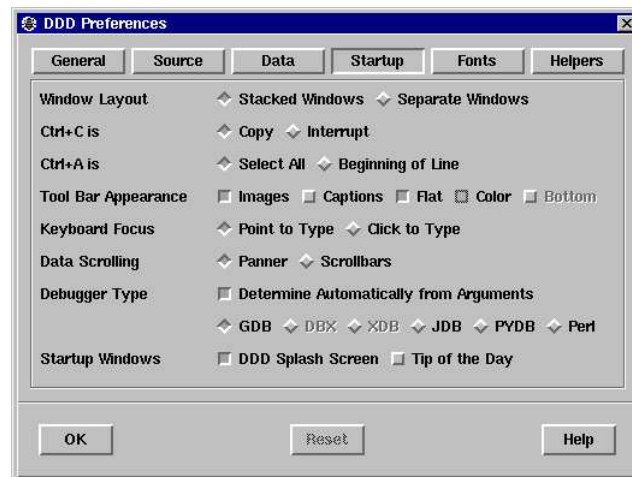 DDD Preferences
General Source Data Startup Fonts Helpers
Window Layout Stacked Windows Separate Windows
Ctrl+C is Copy Interrupt
Ctrl+A is Select All Beginning of Line
Tool Bar Appearance Images Captions Flat Color Bottom
Keyboard Focus Point to Type Click to Type
Data Scrolling Panner Scrollbars
Debugger Type Determine Automatically from Arguments
GDB DBX XDB JDB PYDB Perl
Startup Windows DDD Splash Screen Tip of the Day
OK Reset Help